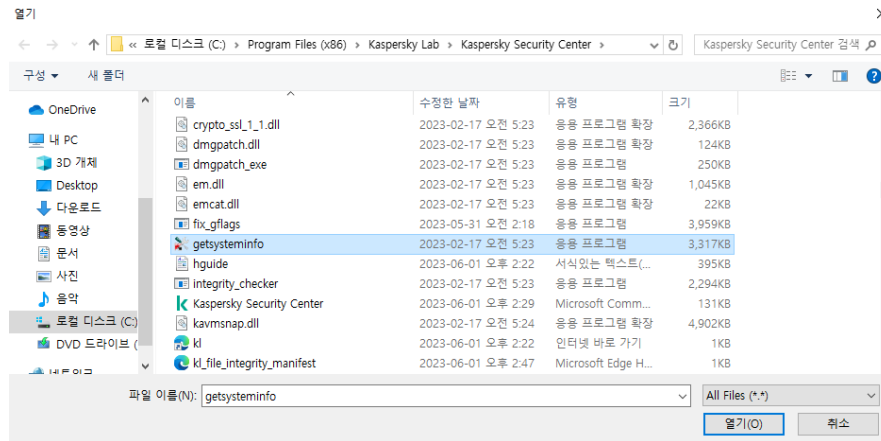 열기
« 로컬 디스크 (C:) › Program Files (x86) › Kaspersky Lab › Kaspersky Security Center › Kaspersky Security Center 검색
구성 새 폴더
이름 수정한 날짜 유형 크기
OneDrive
내 PC
3D 개체
Desktop
다운로드
동영상
문서
사진
음악
로컬 디스크 (C:)
DVD 드라이브 (
네트워크
crypto_ssl_1_1.dll 2023-02-17 오전 5:23 응용 프로그램 확장 2,366KB
dmgpatch.dll 2023-02-17 오전 5:23 응용 프로그램 확장 124KB
dmgpatch_exe 2023-02-17 오전 5:23 응용 프로그램 250KB
em.dll 2023-02-17 오전 5:23 응용 프로그램 확장 1,045KB
emcat.dll 2023-02-17 오전 5:23 응용 프로그램 확장 22KB
fix_gflags 2023-05-31 오전 2:18 응용 프로그램 3,959KB
getsysteminfo 2023-02-17 오전 5:23 응용 프로그램 3,317KB
hguide 2023-06-01 오후 2:22 서식있는 텍스트(... 395KB
integrity_checker 2023-02-17 오전 5:23 응용 프로그램 2,294KB
Kaspersky Security Center 2023-06-01 오후 2:29 Microsoft Comm... 131KB
kavmsnap.dll 2023-02-17 오전 5:24 응용 프로그램 확장 4,902KB
kl 2023-06-01 오후 2:22 인터넷 바로 가기 1KB
kl_file_integrity_manifest 2023-06-01 오후 2:47 Microsoft Edge H... 1KB
파일 이름(N): getsysteminfo All Files (*.*)
열기(O) 취소